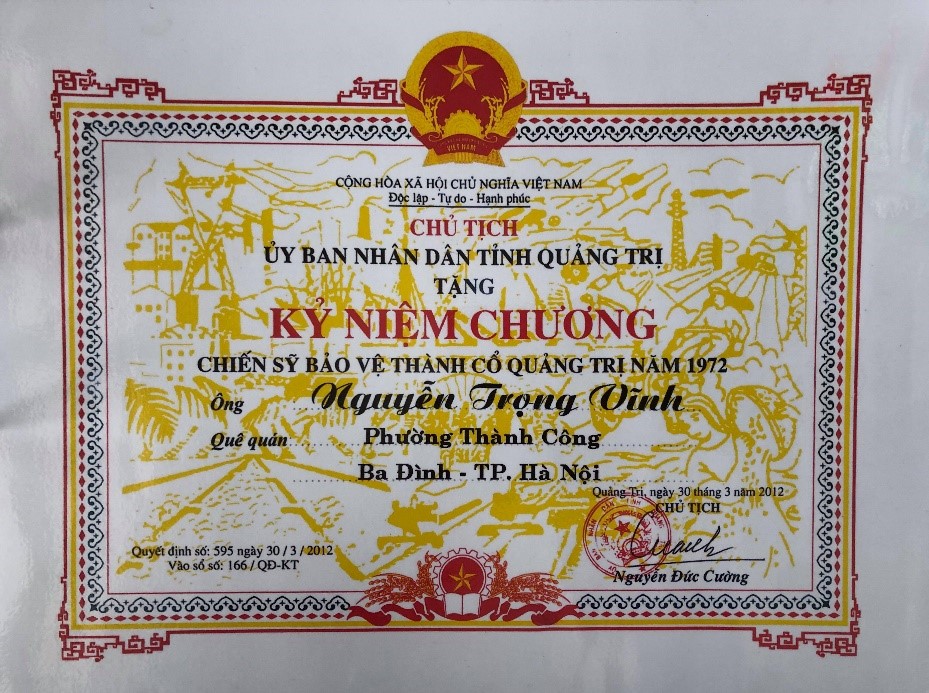 VIỆT NAM
CỘNG HÒA XÃ HỘI CHỦ NGHĨA VIỆT NAM
Độc lập - Tự do - Hạnh phúc
CHỦ TỊCH
ỦY BAN NHÂN DÂN TỈNH QUẢNG TRỊ
TẶNG
KỶ NIỆM CHƯƠNG
CHIẾN SỸ BẢO VỆ THÀNH CỔ QUẢNG TRỊ NĂM 1972
Ông Nguyễn Trọng Vĩnh
Quê quán Phường Thành Công
Ba Đình - TP. Hà Nội
Quảng Trị, ngày 30 tháng 3 năm 2012
CHỦ TỊCH
Nguyễn Đức Cường
Quyết định số: 595 ngày 30 / 3 / 2012
Vào sổ số: 166 / QĐ-KT